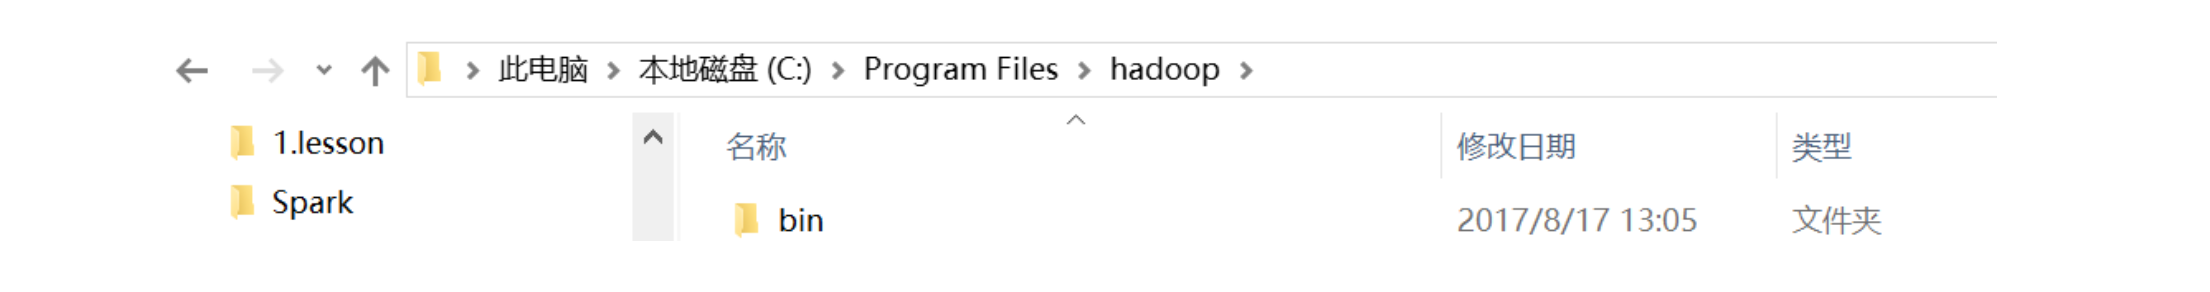 此电脑 本地磁盘 (C:) Program Files hadoop
1.lesson
Spark
名称 修改日期 类型
bin 2017/8/17 13:05 文件夹